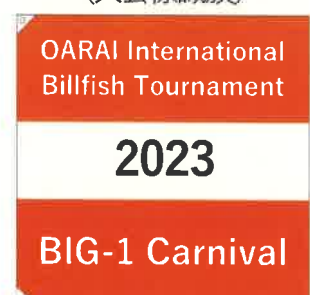 OARAI International
Billfish Tournament
2023
BIG-1 Carnival